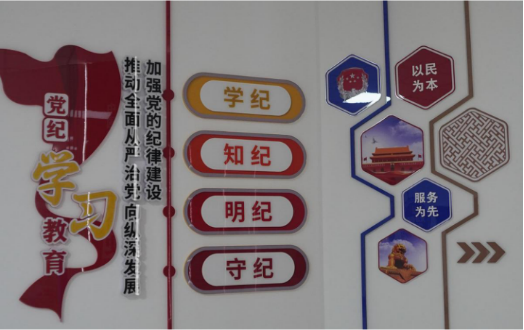 党纪
学习
教育
加强党的纪律建设
推动全面从严治党向纵深发展
学纪
知纪
明纪
守纪
以民
为本
服务
为先